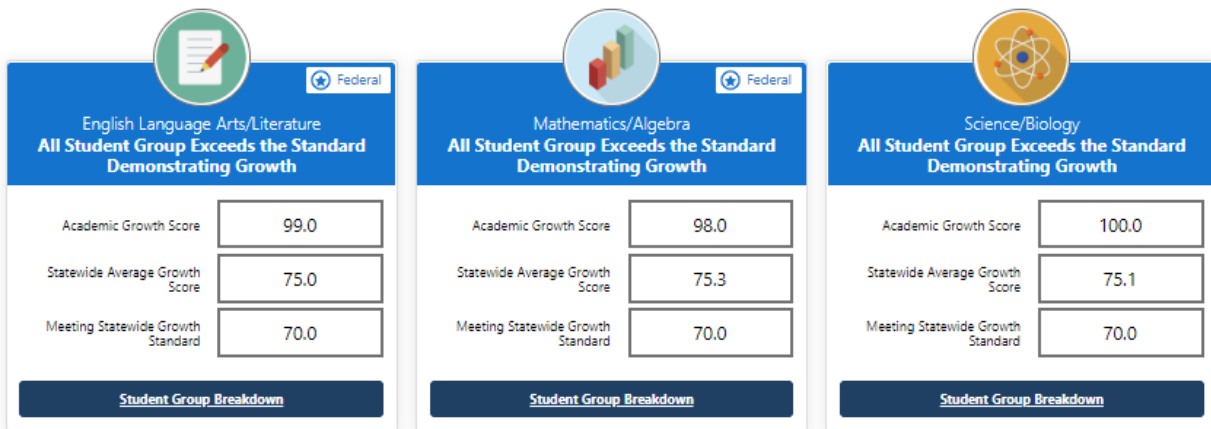 Federal
English Language Arts/Literature
All Student Group Exceeds the Standard
Demonstrating Growth
Academic Growth Score
99.0
Statewide Average Growth
Score
75.0
Meeting Statewide Growth
Standard
70.0
Student Group Breakdown
Federal
Mathematics/Algebra
All Student Group Exceeds the Standard
Demonstrating Growth
Academic Growth Score
98.0
Statewide Average Growth
Score
75.3
Meeting Statewide Growth
Standard
70.0
Student Group Breakdown
Science/Biology
All Student Group Exceeds the Standard
Demonstrating Growth
Academic Growth Score
100.0
Statewide Average Growth
Score
75.1
Meeting Statewide Growth
Standard
70.0
Student Group Breakdown